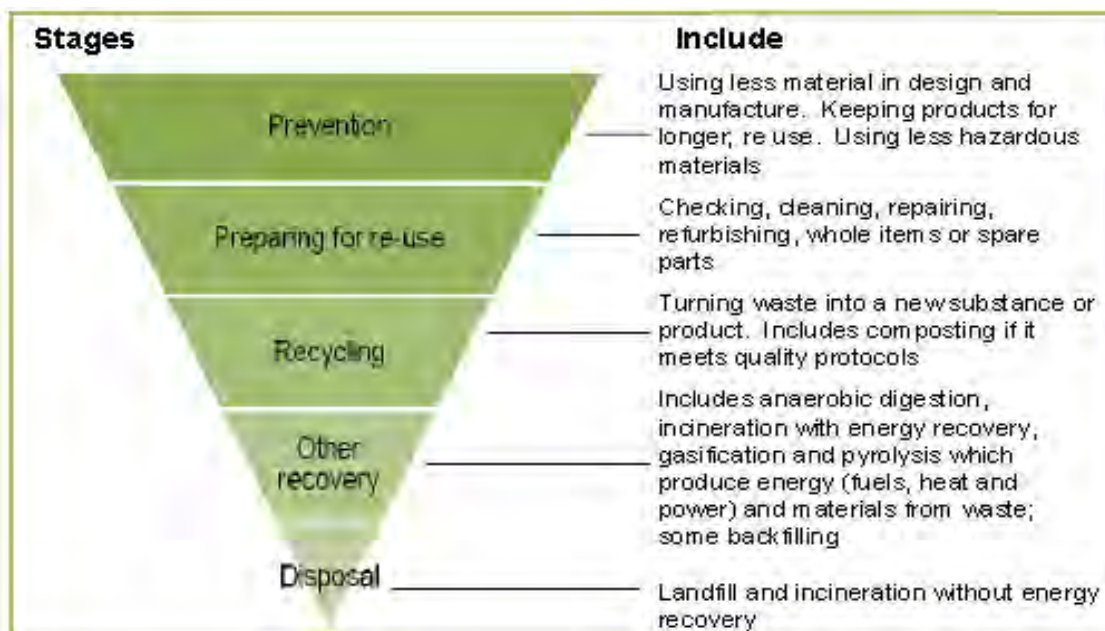 Stages
Include
Prevention
Using less material in design and
manufacture. Keeping products for
longer; re use. Using less hazardous
materials
Preparing for re-use
Checking, cleaning, repairing,
refurbishing, whole items or spare
parts
Recycling
Turning waste into a new substance or
product. Includes composting if it
meets quality protocols
Other
recovery
Includes anaerobic digestion,
incineration with energy recovery,
gasification and pyrolysis which
produce energy (fuels, heat and
power) and materials from waste;
some backfilling
Disposal
Landfill and incineration without energy
recovery